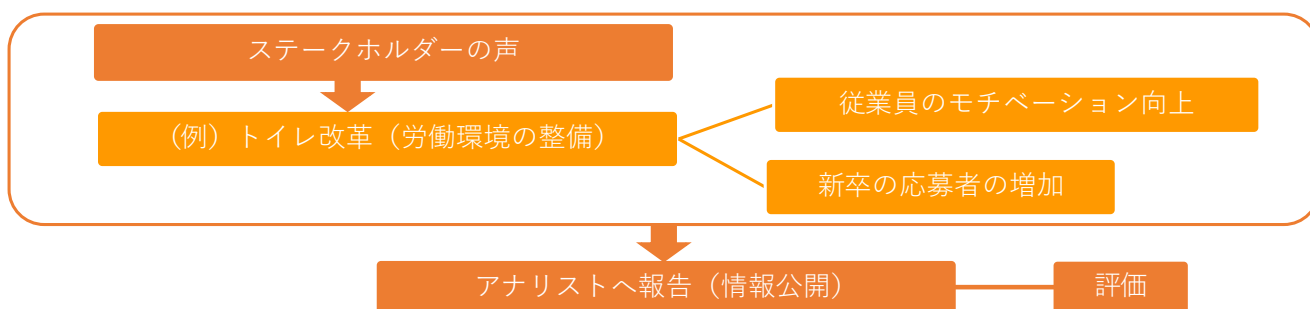 ステークホルダーの声
（例）トイレ改革（労働環境の整備）
従業員のモチベーション向上
新卒の応募者の増加
アナリストへ報告（情報公開）
評価